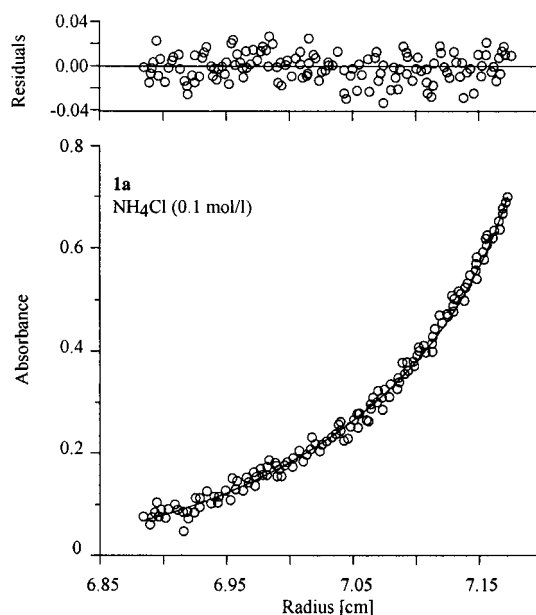 0.04
0.00
-0.04
Residuals
0.8
0.6
0.4
0.2
0
Absorbance
1a
NH₄Cl (0.1 mol/l)
6.85
6.95
7.05
7.15
Radius [cm]